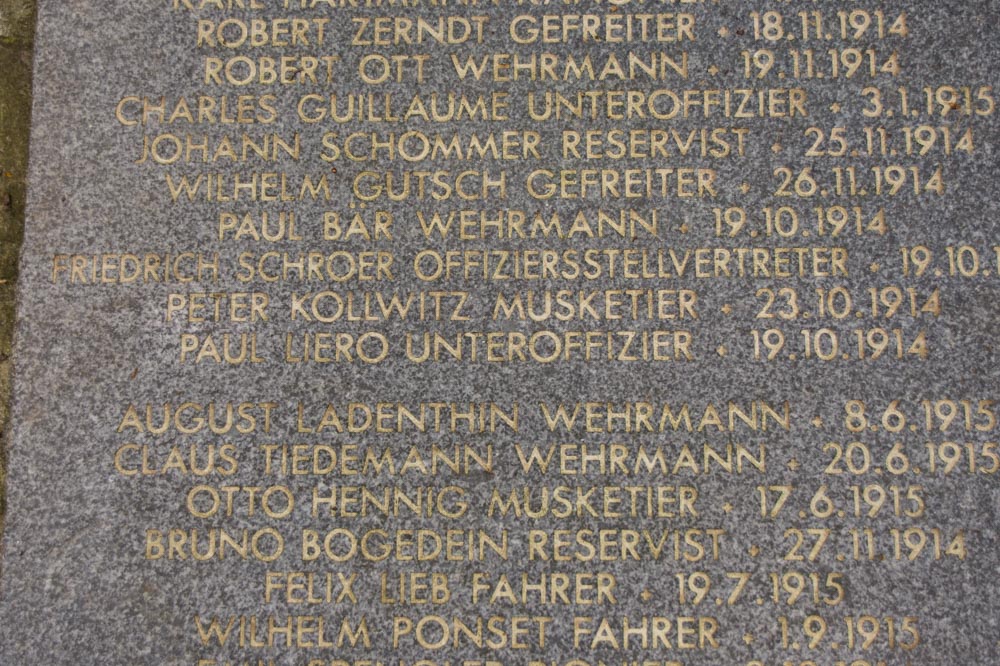 ROBERT ZERNDT GEFREITER · 18.11.1914
ROBERT OTT WEHRMANN · 19.11.1914
CHARLES GUILLAUME UNTEROFFIZIER · 3.1.1915
JOHANN SCHÖMMER RESERVIST · 25.11.1914
WILHELM GUTSCH GEFREITER · 26.11.1914
PAUL BÄR WEHRMANN · 19.10.1914
FRIEDRICH SCHROER OFFIZIERSSTELLVERTRETER · 19.10.1
PETER KOLLWITZ MUSKETIER · 23.10.1914
PAUL LIERO UNTEROFFIZIER · 19.10.1914
AUGUST LADENTHIN WEHRMANN · 8.6.1915
CLAUS TIEDEMANN WEHRMANN · 20.6.1915
OTTO HENNIG MUSKETIER · 17.6.1915
BRUNO BOGEDEIN RESERVIST · 27.11.1914
FELIX LIEB FAHRER · 19.7.1915
WILHELM PONSET FAHRER · 1.9.1915